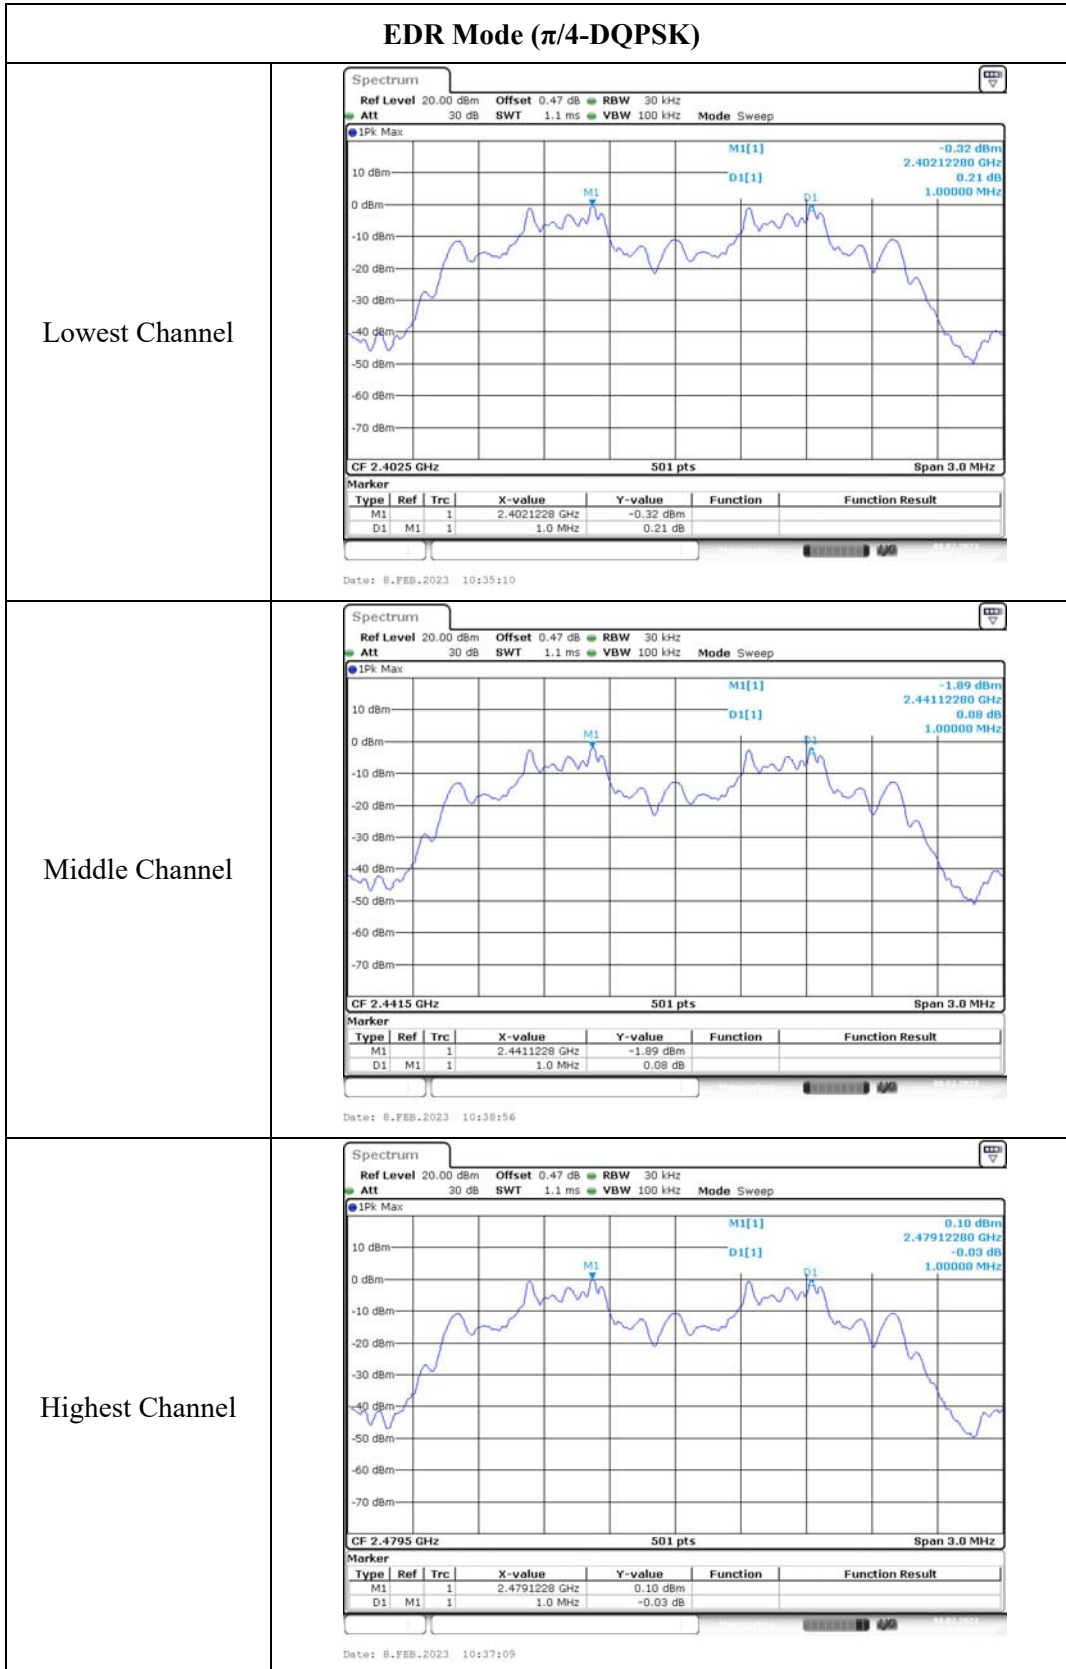 EDR Mode (π/4-DQPSK)
Lowest Channel
Spectrum
Ref Level 20.00 dBm Offset 0.47 dB RBW 30 kHz
Att 30 dB SWT 1.1 ms VBW 100 kHz Mode Sweep
1Pk Max
M1[1] -0.32 dBm
2.40212280 GHz
D1[1] 0.21 dB
1.00000 MHz
10 dBm
M1
D1
0 dBm
-10 dBm
-20 dBm
-30 dBm
-40 dBm
-50 dBm
-60 dBm
-70 dBm
CF 2.4025 GHz 501 pts Span 3.0 MHz
Marker
Type Ref Trc X-value Y-value Function Function Result
M1 1 2.4021228 GHz -0.32 dBm
D1 M1 1 1.0 MHz 0.21 dB
Date: 8.FEB.2023 10:35:10
Middle Channel
Spectrum
Ref Level 20.00 dBm Offset 0.47 dB RBW 30 kHz
Att 30 dB SWT 1.1 ms VBW 100 kHz Mode Sweep
1Pk Max
M1[1] -1.89 dBm
2.44112280 GHz
D1[1] 0.08 dB
1.00000 MHz
10 dBm
M1
D1
0 dBm
-10 dBm
-20 dBm
-30 dBm
-40 dBm
-50 dBm
-60 dBm
-70 dBm
CF 2.4415 GHz 501 pts Span 3.0 MHz
Marker
Type Ref Trc X-value Y-value Function Function Result
M1 1 2.4411228 GHz -1.89 dBm
D1 M1 1 1.0 MHz 0.08 dB
Date: 8.FEB.2023 10:38:56
Highest Channel
Spectrum
Ref Level 20.00 dBm Offset 0.47 dB RBW 30 kHz
Att 30 dB SWT 1.1 ms VBW 100 kHz Mode Sweep
1Pk Max
M1[1] 0.10 dBm
2.47912280 GHz
D1[1] -0.03 dB
1.00000 MHz
10 dBm
M1
D1
0 dBm
-10 dBm
-20 dBm
-30 dBm
-40 dBm
-50 dBm
-60 dBm
-70 dBm
CF 2.4795 GHz 501 pts Span 3.0 MHz
Marker
Type Ref Trc X-value Y-value Function Function Result
M1 1 2.4791228 GHz 0.10 dBm
D1 M1 1 1.0 MHz -0.03 dB
Date: 8.FEB.2023 10:37:09